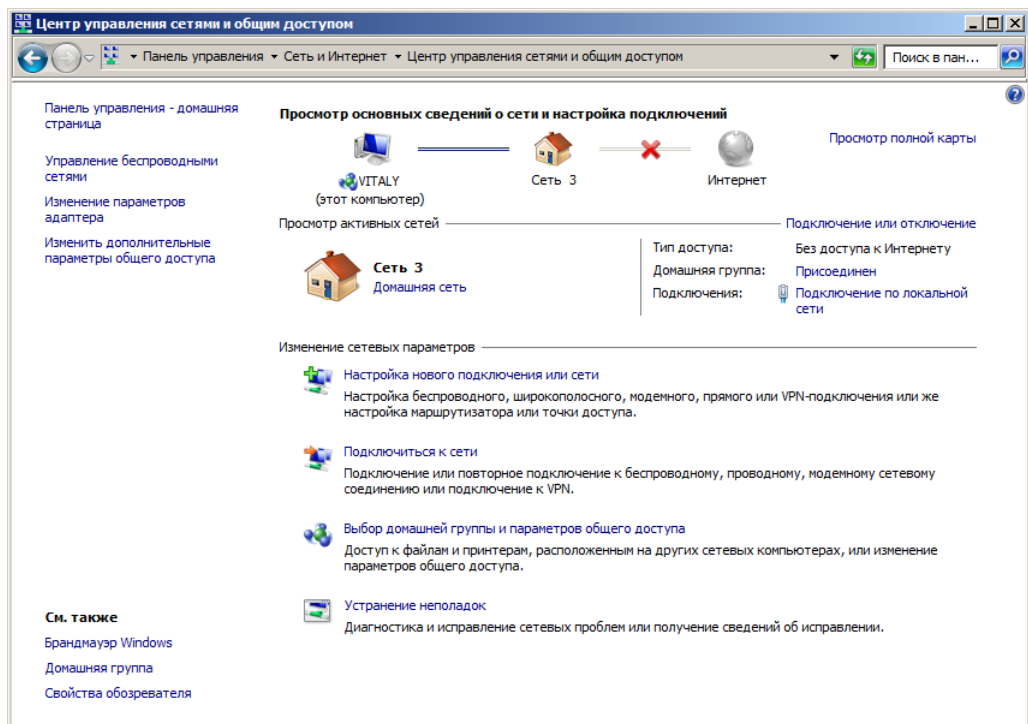 Центр управления сетями и общим доступом
Панель управления
Сеть и Интернет
Центр управления сетями и общим доступом
Поиск в пан...
Панель управления - домашняя
страница
Управление беспроводными
сетями
Изменение параметров
адаптера
Изменить дополнительные
параметры общего доступа
Просмотр основных сведений о сети и настройка подключений
Просмотр полной карты
VITALY
(этот компьютер)
Сеть 3
Интернет
Просмотр активных сетей
Подключение или отключение
Сеть 3
Домашняя сеть
Тип доступа: Без доступа к Интернету
Домашняя группа: Присоединен
Подключения: Подключение по локальной
сети
Изменение сетевых параметров
Настройка нового подключения или сети
Настройка беспроводного, широкополосного, модемного, прямого или VPN-подключения или же
настройка маршрутизатора или точки доступа.
Подключиться к сети
Подключение или повторное подключение к беспроводному, проводному, модемному сетевому
соединению или подключение к VPN.
Выбор домашней группы и параметров общего доступа
Доступ к файлам и принтерам, расположенным на других сетевых компьютерах, или изменение
параметров общего доступа.
Устранение неполадок
Диагностика и исправление сетевых проблем или получение сведений об исправлении.
См. также
Брандмауэр Windows
Домашняя группа
Свойства обозревателя